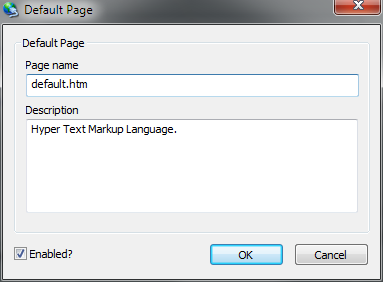 Default Page
Default Page
Page name
default.htm
Description
Hyper Text Markup Language.
Enabled?
OK
Cancel